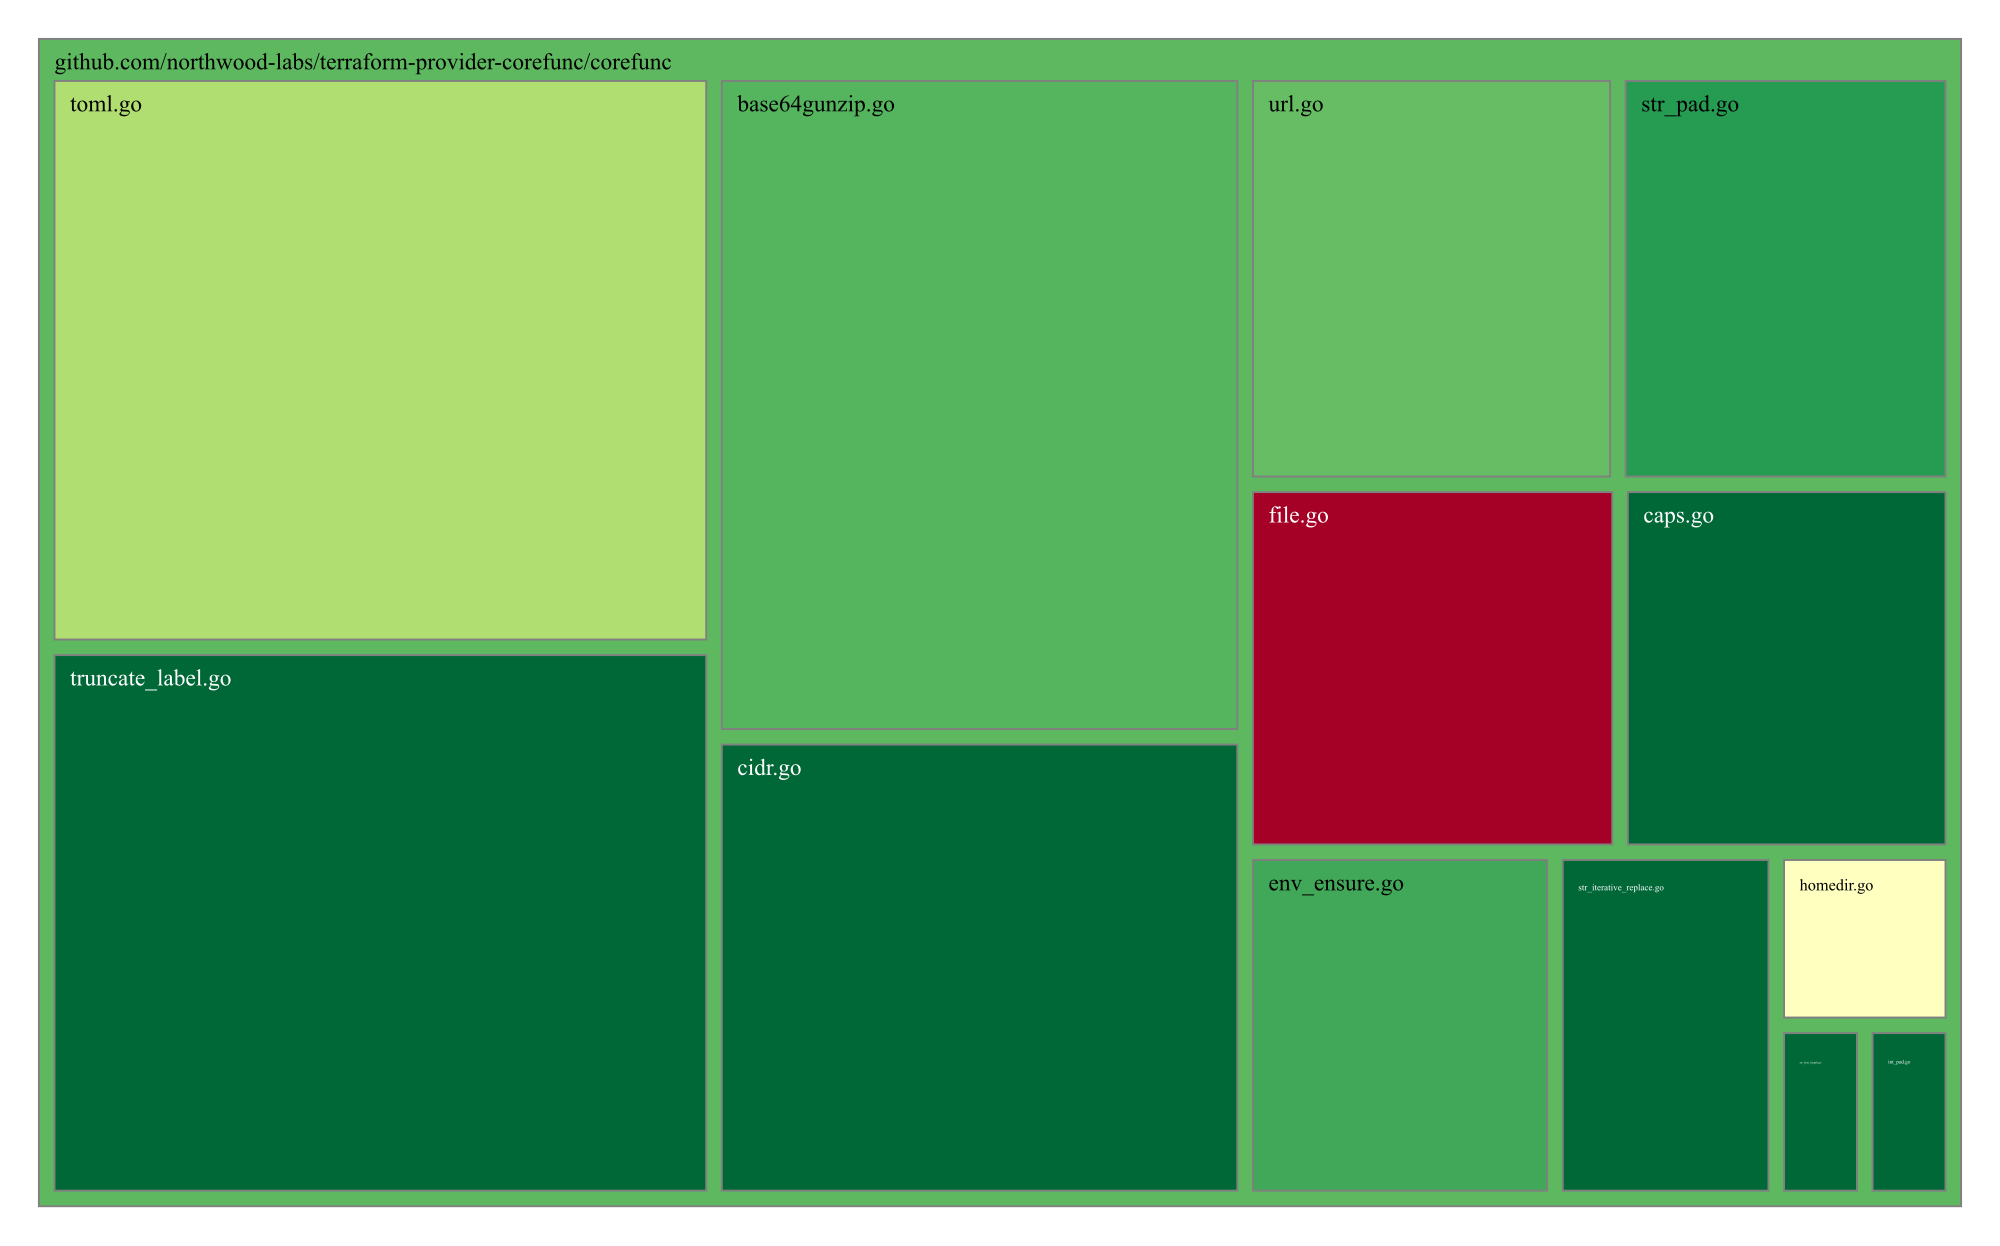 github.com/northwood-labs/terraform-provider-corefunc/corefunc
toml.go
base64gunzip.go
url.go
str_pad.go
file.go
caps.go
truncate_label.go
cidr.go
env_ensure.go
str_iterative_replace.go
homedir.go
int_pad.go